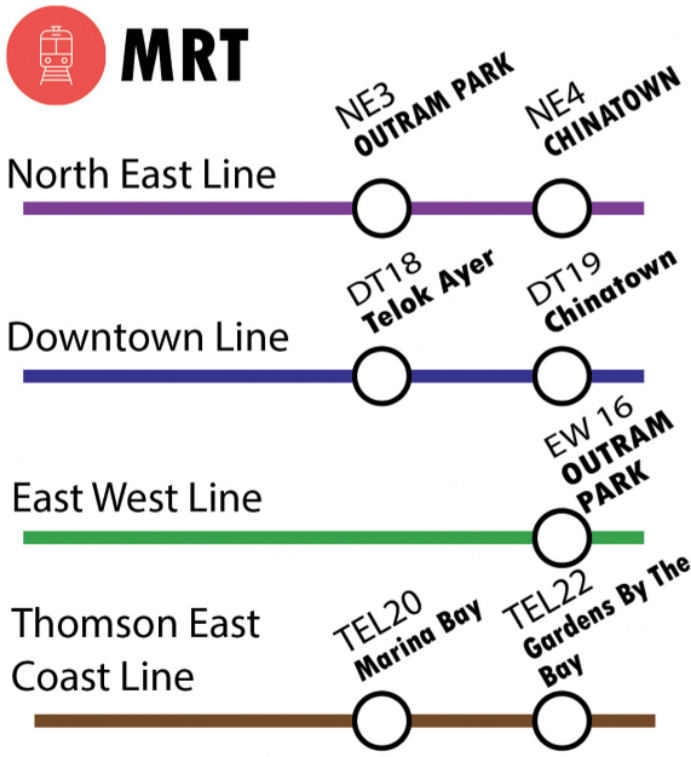 MRT
NE3
OUTRAM PARK
NE4
CHINATOWN
North East Line
DT18
Telok Ayer
DT19
Chinatown
Downtown Line
EW 16
OUTRAM
PARK
East West Line
TEL20
Marina Bay
TEL22
Gardens By The
Bay
Thomson East
Coast Line